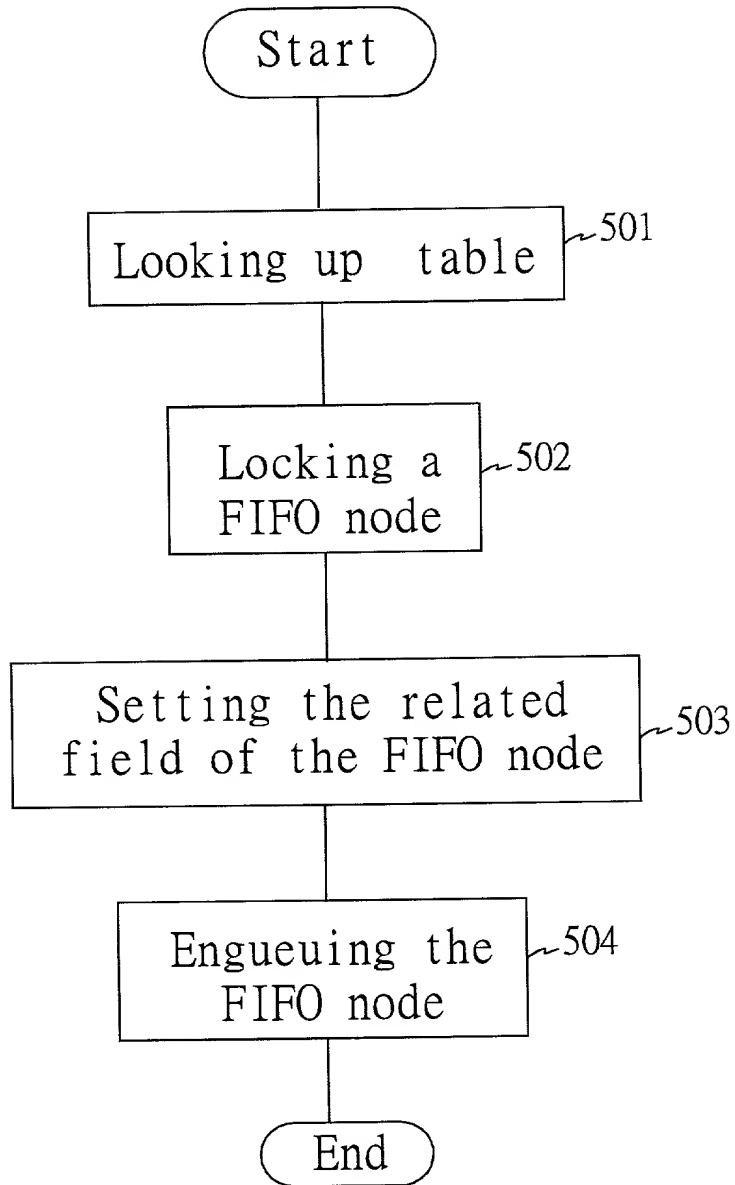 Start
Looking up table
501
Locking a
FIFO node
502
Setting the related
field of the FIFO node
503
Engueuing the
FIFO node
504
End